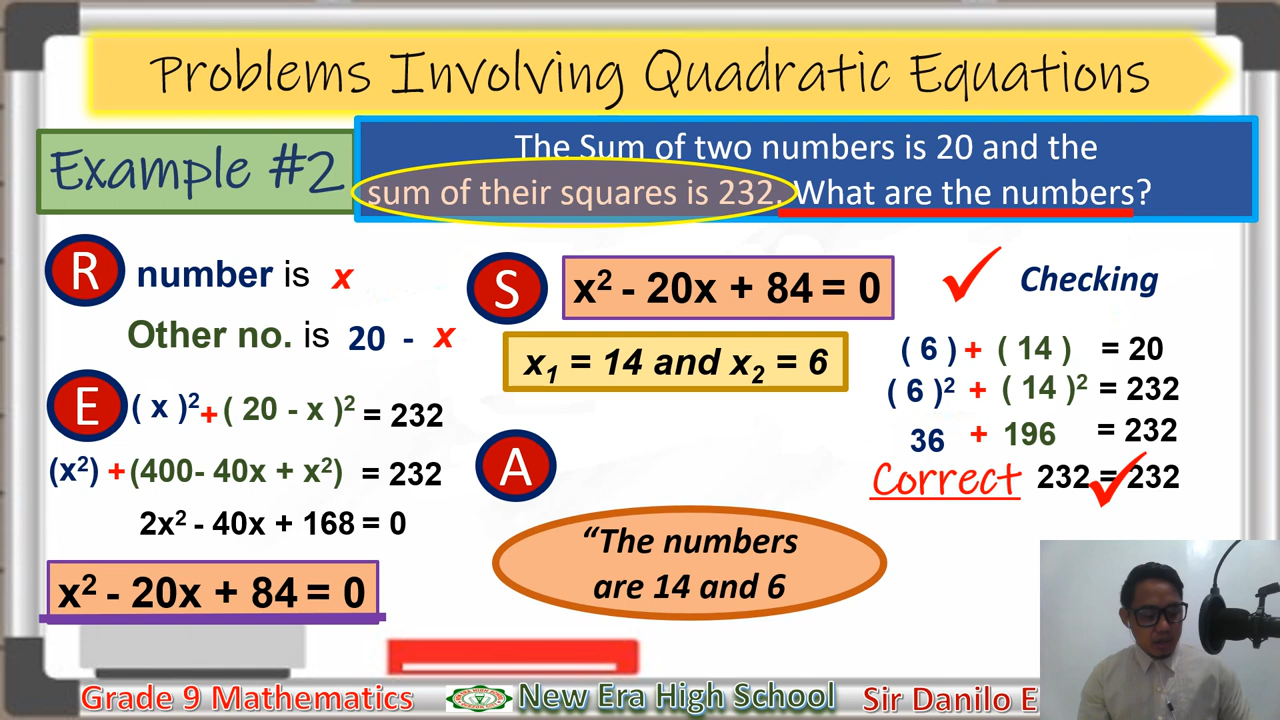 Problems Involving Quadratic Equations
Example #2
The Sum of two numbers is 20 and the
sum of their squares is 232. What are the numbers?
R
number is x
Other no. is 20 - x
E
( x )² + ( 20 - x )² = 232
(x²) + (400- 40x + x²) = 232
2x² - 40x + 168 = 0
x² - 20x + 84 = 0
S
x² - 20x + 84 = 0
x₁ = 14 and x₂ = 6
A
“The numbers
are 14 and 6
Checking
( 6 ) + ( 14 ) = 20
( 6 )² + ( 14 )² = 232
36 + 196 = 232
Correct 232 = 232
Grade 9 Mathematics New Era High School Sir Danilo E